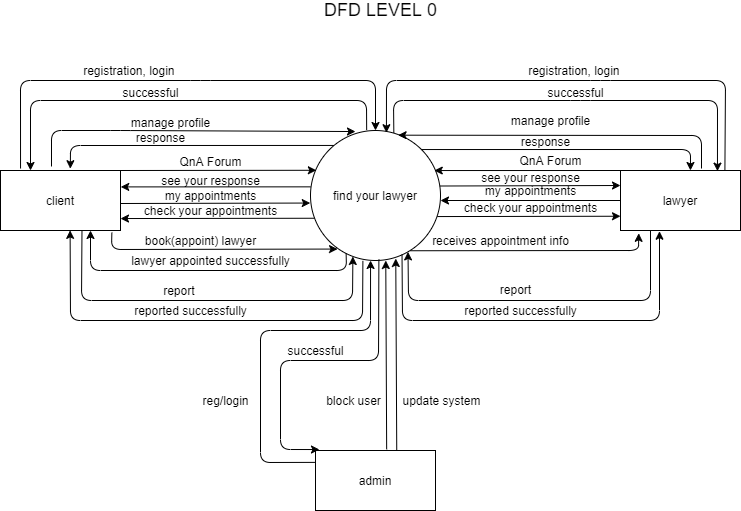 DFD LEVEL 0
registration, login
registration, login
successful
successful
manage profile
manage profile
response
response
QnA Forum
QnA Forum
see your response
see your response
my appointments
my appointments
client
find your lawyer
lawyer
check your appointments
check your appointments
book(appoint) lawyer
receives appointment info
lawyer appointed successfully
report
report
reported successfully
reported successfully
successful
reg/login
block user
update system
admin